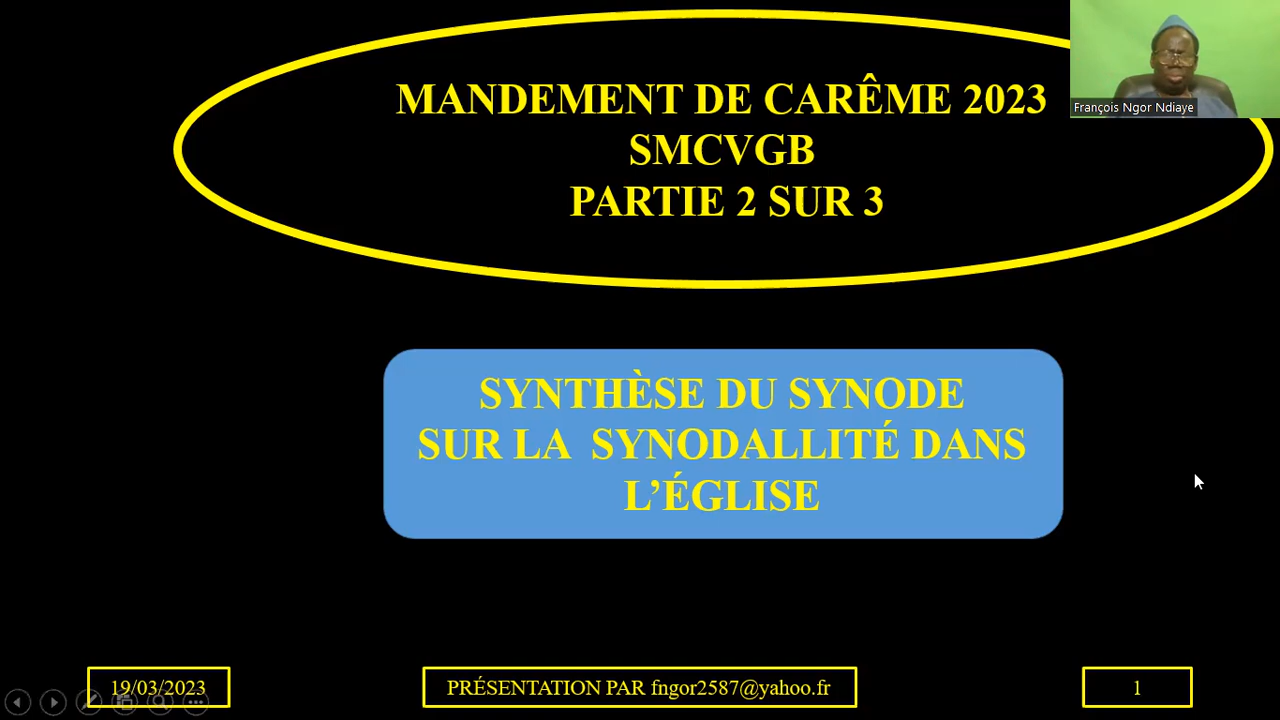 MANDEMENT DE CARÊME 2023
SMCVGB
PARTIE 2 SUR 3
François Ngor Ndiaye
SYNTHÈSE DU SYNODE
SUR LA SYNODALLITÉ DANS
L’ÉGLISE
19/03/2023
PRÉSENTATION PAR fngor2587@yahoo.fr
1